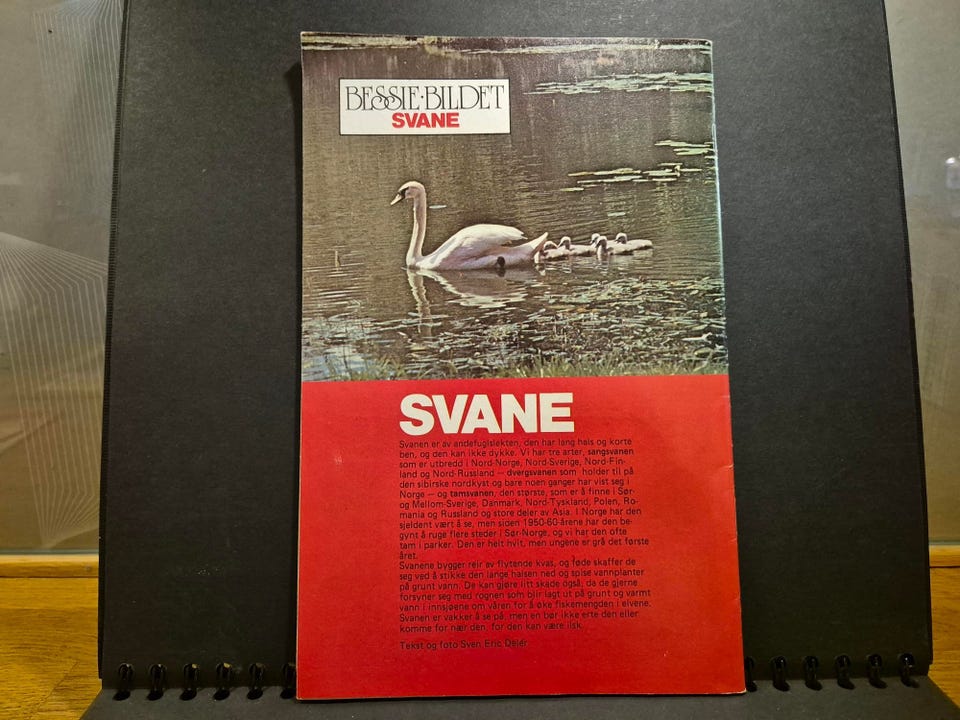 BESSIE·BILDET
SVANE
SVANE
Svanen er av andefuglslekten, den har lang hals og korte
ben, og den kan ikke dykke. Vi har tre arter, sangsvanen
som er utbredd i Nord-Norge, Nord-Sverige, Nord-Fin-
land og Nord-Russland — dvergsvanen som holder til på
den sibirske nordkyst og bare noen ganger har vist seg i
Norge — og tamsvanen, den største, som er å finne i Sør-
og Mellom-Sverige, Danmark, Nord-Tyskland, Polen, Ro-
mania og Russland og store deler av Asia. I Norge har den
sjeldent vært å se, men siden 1950-60-årene har den be-
gynt å ruge flere steder i Sør-Norge, og vi har den ofte
tam i parker. Den er helt hvit, men ungene er grå det første
året.
Svanene bygger reir av flytende kvas, og føde skaffer de
seg ved å stikke den lange halsen ned og spise vannplanter
på grunt vann. De kan gjøre litt skade også, da de gjerne
forsyner seg med rognen som blir lagt ut på grunt og varmt
vann i innsjøene om våren for å øke fiskemengden i elvene.
Svanen er vakker å se på, men en bør ikke erte den eller
komme for nær den, for den kan være ilsk.
Tekst og foto Sven Eric Delér